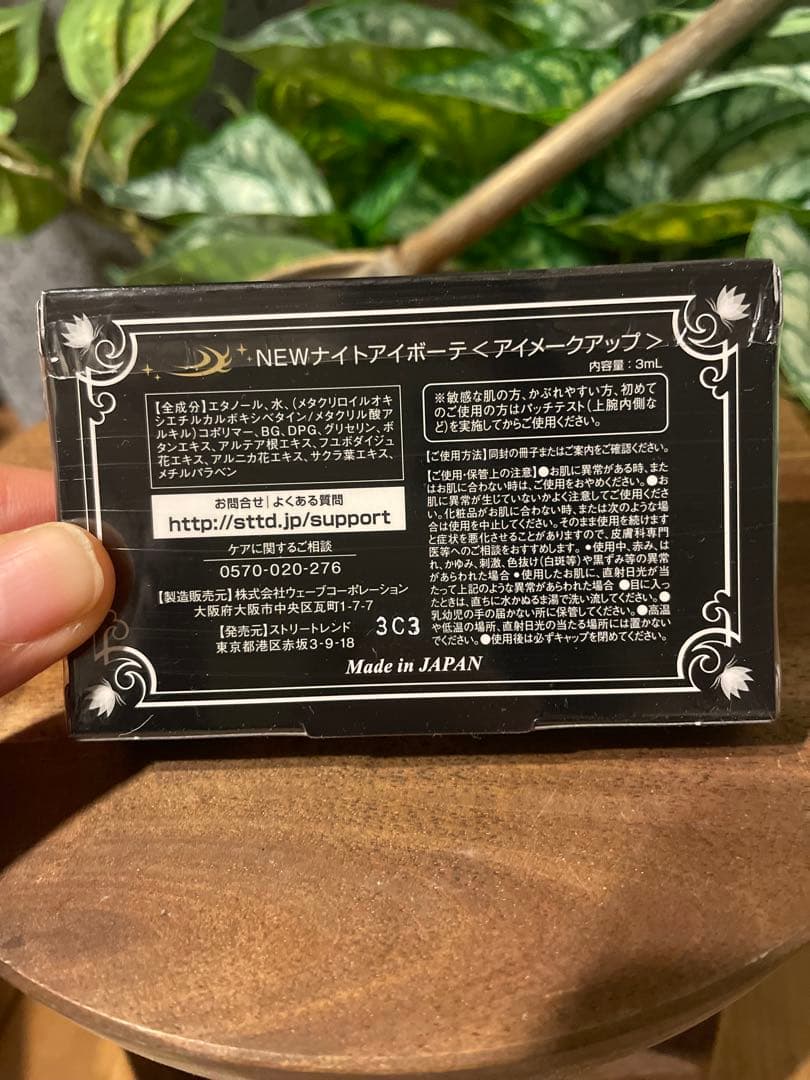 NEWナイトアイボーテ＜アイメークアップ＞
内容量：3mL
【全成分】エタノール、水、（メタクリロイルオキ
シエチルカルボキシベタイン/メタクリル酸ア
ルキル）コポリマー、BG、DPG、グリセリン、ボ
タンエキス、アルテア根エキス、フユボダイジュ
花エキス、アルニカ花エキス、サクラ葉エキス、
メチルパラベン
お問合せ｜よくある質問
http://sttd.jp/support
ケアに関するご相談
0570-020-276
【製造販売元】株式会社ウェーブコーポレーション
大阪府大阪市中央区瓦町1-7-7
【発売元】ストリートレンド
東京都港区赤坂3-9-18
3C3
※敏感な肌の方、かぶれやすい方、初めて
のご使用の方はパッチテスト（上腕内側な
ど）を実施してからご使用ください。
【ご使用方法】同封の冊子またはご案内をご確認ください。
【ご使用・保管上の注意】●お肌に異常がある時、また
はお肌に合わない時は、ご使用をおやめください。●お
肌に異常が生じていないかよく注意してご使用くださ
い。化粧品がお肌に合わない時、または次のような場
合は使用を中止してください。そのまま使用を続けます
と症状を悪化させることがありますので、皮膚科専門
医等へのご相談をおすすめします。●使用中、赤み、は
れ、かゆみ、刺激、色抜け（白斑等）や黒ずみ等の異常
があらわれた場合 ●使用したお肌に、直射日光が当
たって上記のような異常があらわれた場合 ●目に入っ
たときは、直ちに水かぬるま湯で洗い流してください。●
乳幼児の手の届かない所に保管してください。●高温
や低温の場所、直射日光の当たる場所には置かない
でください。●使用後は必ずキャップを閉めてください。
Made in JAPAN